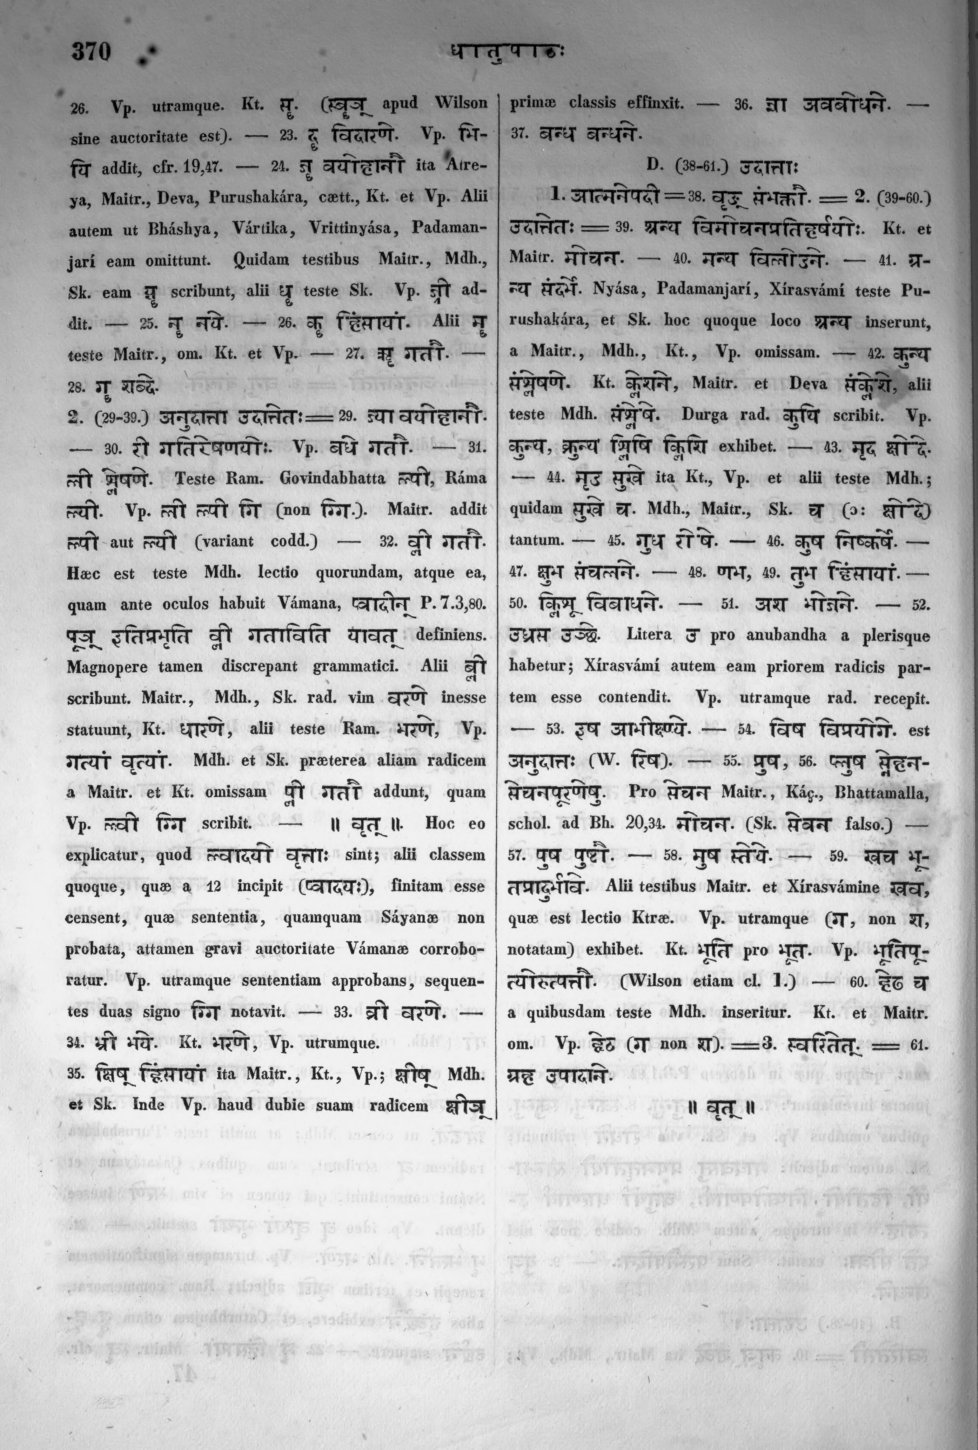 370
धातुपाठः
26. Vp. utramque. Kt. सॄ. (स्वॄञ् apud Wilson
sine auctoritate est). — 23. दॄ विदारणे. Vp. भि-
यि addit, cfr. 19,47. — 24. जॄ वयोहानौ ita Atre-
ya, Maitr., Deva, Purushakára, cætt., Kt. et Vp. Alii
autem ut Bháshya, Vártika, Vrittinyása, Padaman-
jarí eam omittunt. Quidam testibus Maitr., Mdh.,
Sk. eam झॄ scribunt, alii धॄ teste Sk. Vp. ad-
dit. — 25. नॄ नये. — 26. कॄ हिंसायां. Alii मॄ
teste Maitr., om. Kt. et Vp. — 27. ॠ गतौ. —
28. गॄ शब्दे.
2. (29-39.) अनुदात्ता उदात्तेतः = 29. ज्या वयोहानौ.
— 30. री गतिरेषणयोः. Vp. बधे गतौ. — 31.
ली श्लेषणे. Teste Ram. Govindabhatta ल्पी, Ráma
ल्यी. Vp. ली ल्पी गि (non ग्गि.). Maitr. addit
ल्पी aut ल्यी (variant codd.) — 32. व्ली गतौ.
Hæc est teste Mdh. lectio quorundam, atque ea,
quam ante oculos habuit Vámana, प्वादीन् P. 7.3,80.
पूञ् इतिप्रभृति व्ली गताविति यावत् definiens.
Magnopere tamen discrepant grammatici. Alii ब्ली
scribunt. Maitr., Mdh., Sk. rad. vim वरणे inesse
statuunt, Kt. धारणे, alii teste Ram. भरणे, Vp.
गत्यां वृत्यां. Mdh. et Sk. præterea aliam radicem
a Maitr. et Kt. omissam प्ली गतौ addunt, quam
Vp. ल्वी ग्गि scribit. — ॥ वृत् ॥. Hoc eo
explicatur, quod ल्वादयो वृत्ताः sint; alii classem
quoque, quæ a 12 incipit (प्वादयः), finitam esse
censent, quæ sententia, quamquam Sáyanæ non
probata, attamen gravi auctoritate Vámanæ corrobo-
ratur. Vp. utramque sententiam approbans, sequen-
tes duas signo ग्गि notavit. — 33. व्री वरणे. —
34. भ्री भये. Kt. भरणे, Vp. utrumque.
35. क्षिष् हिंसायां ita Maitr., Kt., Vp.; क्षीष् Mdh.
et Sk. Inde Vp. haud dubie suam radicem क्षीञ्
primæ classis effinxit. — 36. ज्ञा अवबोधने. —
37. बन्ध बन्धने.
D. (38-61.) उदात्ताः
1. आत्मनेपदी = 38. वृङ् संभक्तौ. = 2. (39-60.)
उदात्तेतः = 39. श्रन्थ विमोचनप्रतिहर्षयोः. Kt. et
Maitr. मोचन. — 40. मन्थ विलोडने. — 41. ग्र-
न्थ संदर्भे. Nyása, Padamanjarí, Xírasvámí teste Pu-
rushakára, et Sk. hoc quoque loco श्रन्थ inserunt,
a Maitr., Mdh., Kt., Vp. omissam. — 42. कुन्थ
संश्लेषणे. Kt. क्लेशने, Maitr. et Deva संक्लेशे, alii
teste Mdh. संश्लेषे. Durga rad. कुथि scribit. Vp.
कुन्थ, क्रुन्थ श्लिषि क्लिशि exhibet. — 43. मृद क्षोदे.
— 44. मृड सुखे ita Kt., Vp. et alii teste Mdh.;
quidam सुखे च. Mdh., Maitr., Sk. च (ɔ: क्षोदे)
tantum. — 45. गुध रोषे. — 46. कुष निष्कर्षे. —
47. क्षुभ संचलने. — 48. णभ, 49. तुभ हिंसायां. —
50. क्लिशू विबाधने. — 51. अश भोजने. — 52.
उध्रस उञ्छे. Litera उ pro anubandha a plerisque
habetur; Xírasvámí autem eam priorem radicis par-
tem esse contendit. Vp. utramque rad. recepit.
— 53. इष आभीक्ष्ण्ये. — 54. विष विप्रयोगे. est
अनुदात्तः (W. रिष). — 55. प्रुष, 56. प्लुष स्नेहन-
सेचनपूरणेषु. Pro सेचन Maitr., Káç., Bhattamalla,
schol. ad Bh. 20,34. मोचन. (Sk. सेवन falso.) —
57. पुष पुष्टौ. — 58. मुष स्तेये. — 59. खच भू-
तप्रादुर्भावे. Alii testibus Maitr. et Xírasvámine खव,
quæ est lectio Ktræ. Vp. utramque (ग, non श,
notatam) exhibet. Kt. भूति pro भूत. Vp. भूतिपू-
त्योरुत्पत्तौ. (Wilson etiam cl. 1.) — 60. हेठ च
a quibusdam teste Mdh. inseritur. Kt. et Maitr.
om. Vp. हेठ (ग non श). = 3. स्वरितेत्. = 61.
ग्रह उपादाने.
॥ वृत् ॥